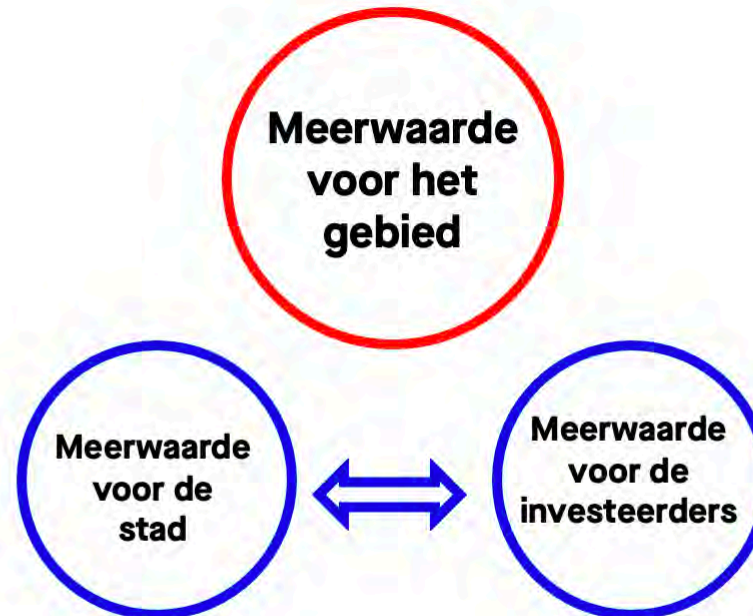 Meerwaarde
voor het
gebied
Meerwaarde
voor de
stad
Meerwaarde
voor de
investeerders